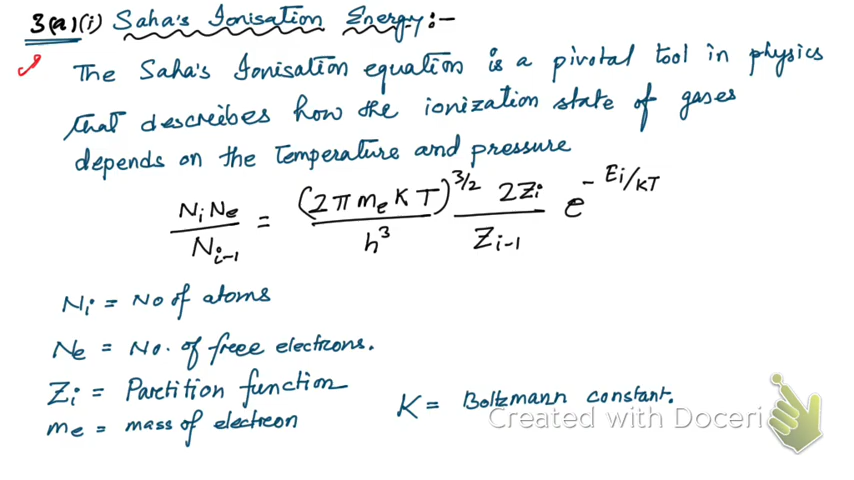 3(a)(i) Saha's Ionisation Energy:-
The Saha's Ionisation equation is a pivotal tool in physics
that describes how the ionization state of gases
depends on the temperature and pressure
Ni Ne / Ni-1 = (2πmeKT)^3/2 / h^3 2Zi / Zi-1 e^-Ei/KT
Ni = No of atoms
Ne = No. of free electrons.
Zi = Partition function
K = Boltzmann constant.
me = mass of electron
Created with Doceri